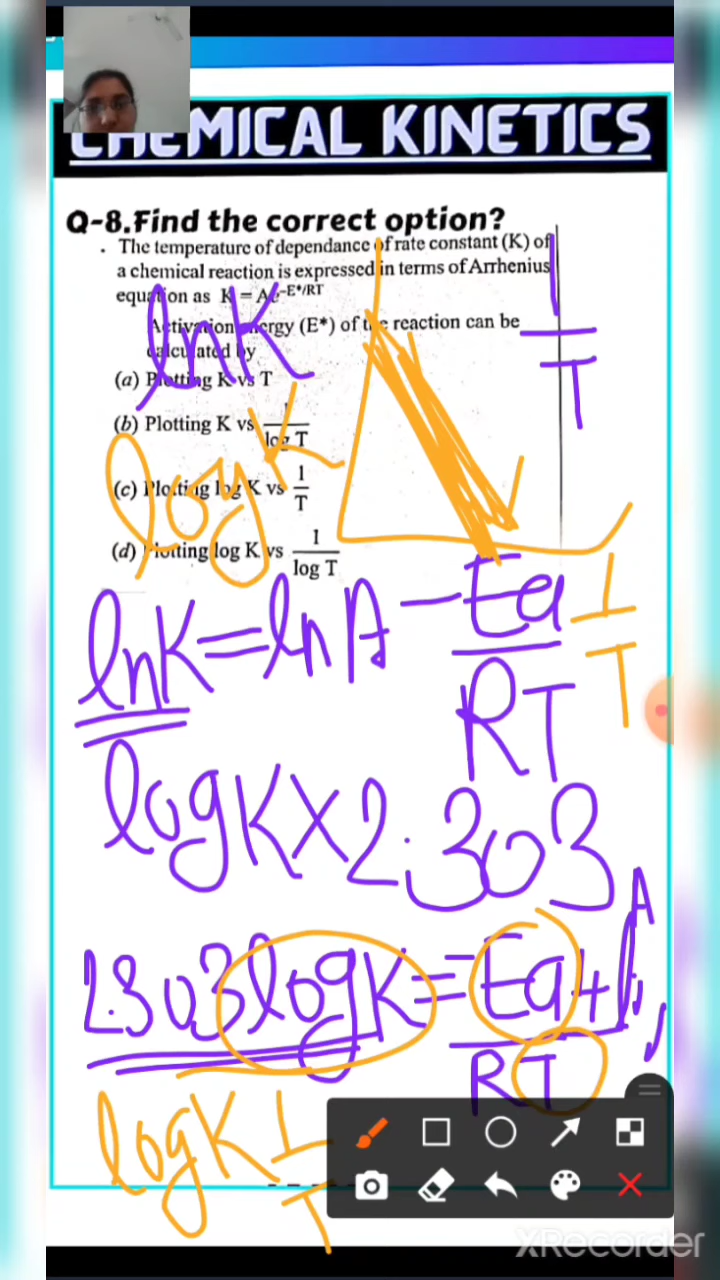 CHEMICAL KINETICS
Q-8.Find the correct option?
. The temperature of dependance of rate constant (K) of
a chemical reaction is expressed in terms of Arrhenius
equation as K = Ae^-E*/RT
Activation energy (E*) of the reaction can be
calculated by
(a) Plotting K vs T
(b) Plotting K vs 1/log T
(c) Plotting log K vs 1/T
(d) Plotting log K vs 1/log T
lnK
1/T
logK
lnK = lnA - Ea/RT
1/T
logK × 2.303
2.303 logK = -Ea/RT +
A
logK 1/T
XRecorder